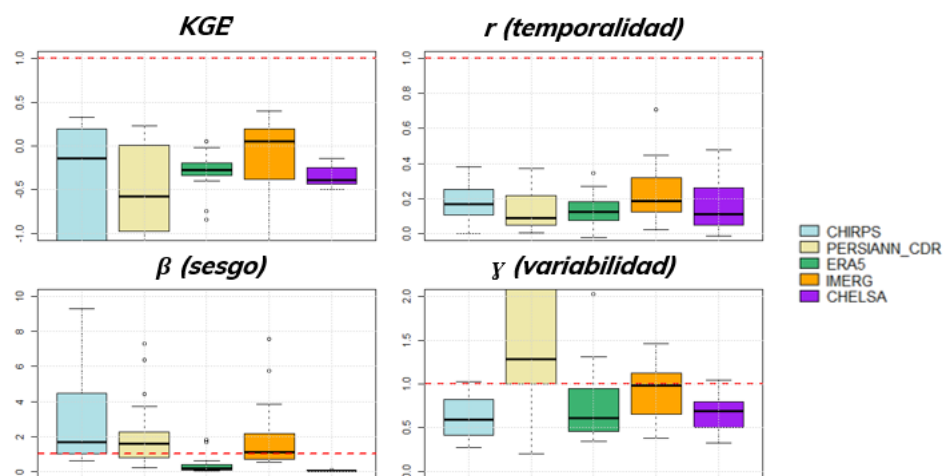 KGE
r (temporalidad)
1.0
0.5
0.0
-0.5
-1.0
1.0
0.8
0.6
0.4
0.2
0.0
β (sesgo)
ɣ (variabilidad)
10
8
6
4
2
0
2.0
1.5
1.0
0.5
0.0
CHIRPS
PERSIANN_CDR
ERA5
IMERG
CHELSA